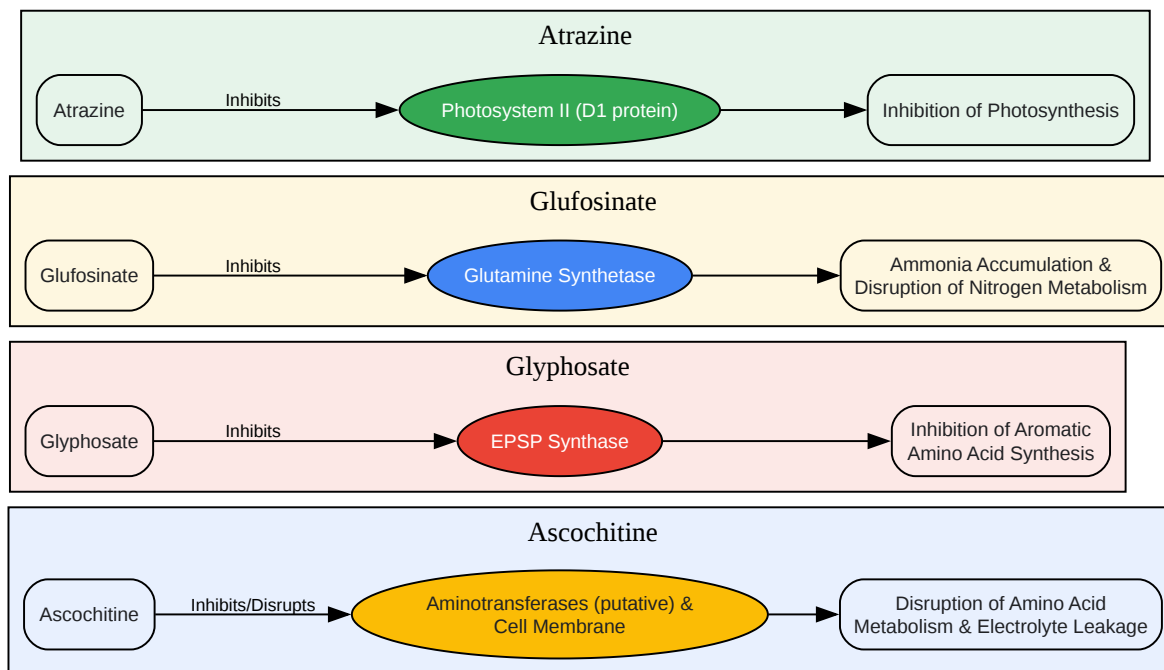 Atrazine
Atrazine
Inhibits
Photosystem II (D1 protein)
Inhibition of Photosynthesis
Glufosinate
Glufosinate
Inhibits
Glutamine Synthetase
Ammonia Accumulation &
Disruption of Nitrogen Metabolism
Glyphosate
Glyphosate
Inhibits
EPSP Synthase
Inhibition of Aromatic
Amino Acid Synthesis
Ascochitine
Ascochitine
Inhibits/Disrupts
Aminotransferases (putative) &
Cell Membrane
Disruption of Amino Acid
Metabolism & Electrolyte Leakage